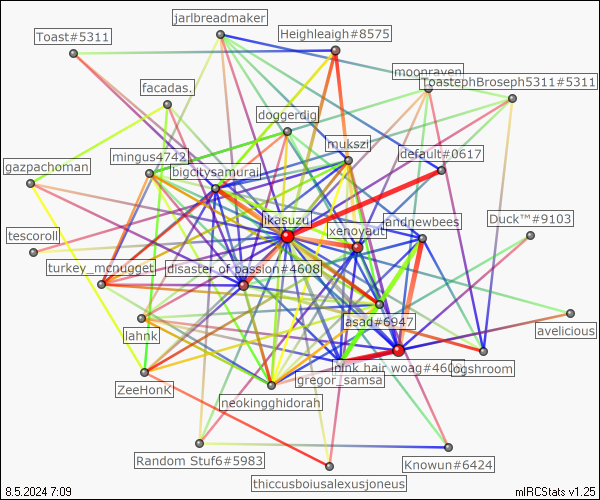 jarlbreadmaker
Heighleaigh#8575
Toast#5311
moonraven
ToastephBroseph5311#5311
facadas.
doggerdig
mukszi
mingus4742
default#0617
gazpachoman
bigcitysamurai
ikasuzu
andnewbees
Duck™#9103
xenoyaut
tescoroll
turkey_mcnugget
disaster of passion#4608
asad#6947
avelicious
lahnk
pink hair woag#460
ogshroom
gregor_samsa
ZeeHonk
neokingghidorah
Random Stuf6#5983
Knowun#6424
thiccusboiusalexusjoneus
8.5.2024 7:09
mIRCStats v1.25